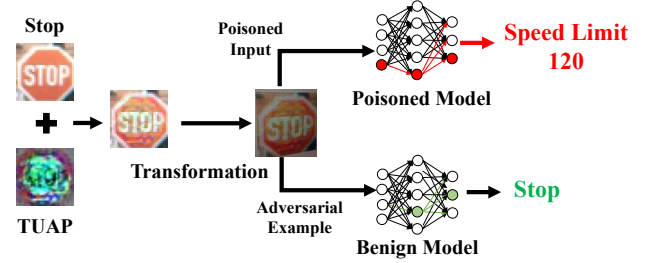 Stop
STOP
TUAP
STOP
Transformation
STOP
Poisoned
Input
Adversarial
Example
Poisoned Model
Speed Limit
120
Benign Model
Stop